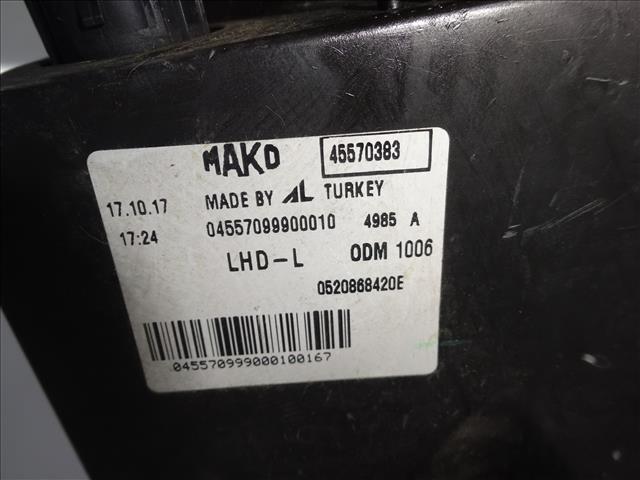 MAKO 45570383
17.10.17 MADE BY AL TURKEY
17:24 04557099900010 4985 A
LHD-L ODM 1006
0520868420E
045570999000100167